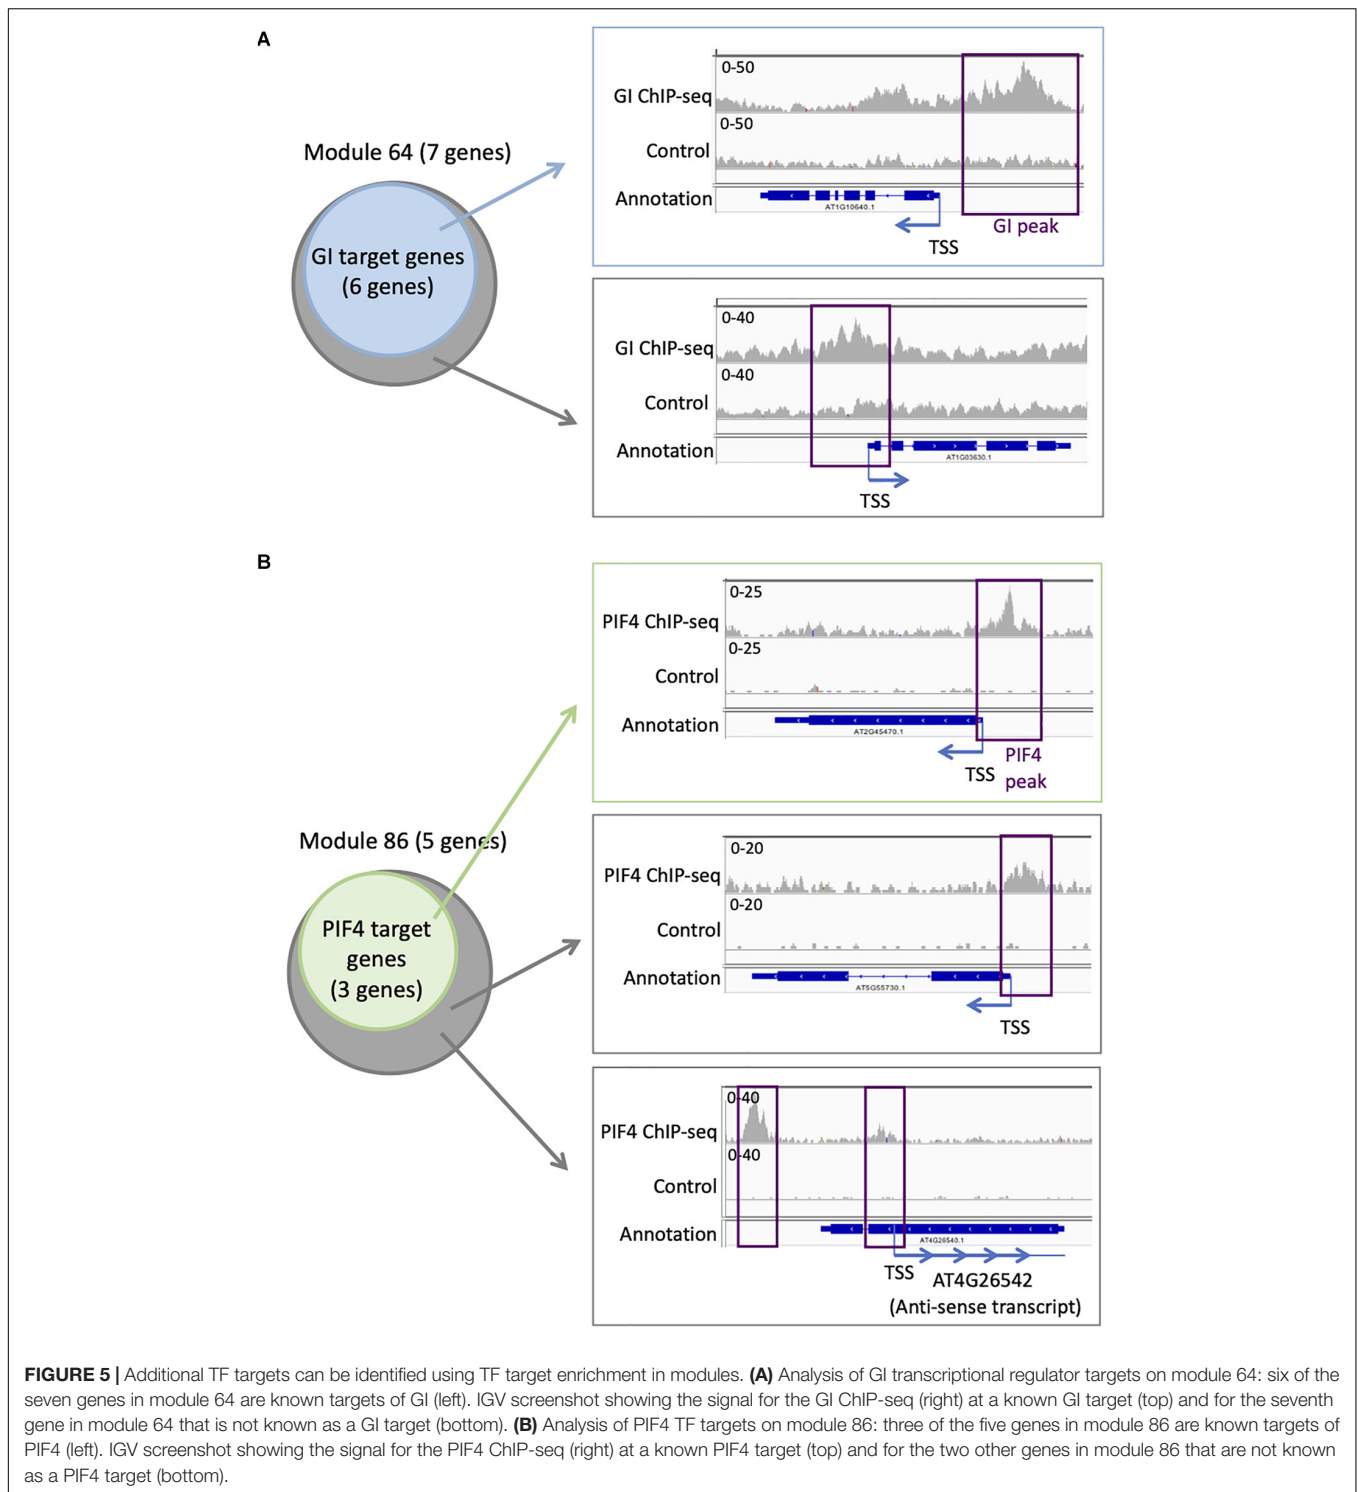 A
Module 64 (7 genes)
GI target genes
(6 genes)
0-50
GI ChIP-seq
0-50
Control
Annotation
AT1G10640.1
TSS
GI peak
0-40
GI ChIP-seq
0-40
Control
Annotation
AT1G03630.1
TSS
B
Module 86 (5 genes)
PIF4 target
genes
(3 genes)
0-25
PIF4 ChIP-seq
0-25
Control
Annotation
AT2G45470.1
TSS
PIF4
peak
0-20
PIF4 ChIP-seq
0-20
Control
Annotation
AT5G55730.1
TSS
0-40
PIF4 ChIP-seq
0-40
Control
Annotation
AT4G26540.1
TSS
AT4G26542
(Anti-sense transcript)
FIGURE 5 | Additional TF targets can be identified using TF target enrichment in modules. (A) Analysis of GI transcriptional regulator targets on module 64: six of the
seven genes in module 64 are known targets of GI (left). IGV screenshot showing the signal for the GI ChIP-seq (right) at a known GI target (top) and for the seventh
gene in module 64 that is not known as a GI target (bottom). (B) Analysis of PIF4 TF targets on module 86: three of the five genes in module 86 are known targets of
PIF4 (left). IGV screenshot showing the signal for the PIF4 ChIP-seq (right) at a known PIF4 target (top) and for the two other genes in module 86 that are not known
as a PIF4 target (bottom).